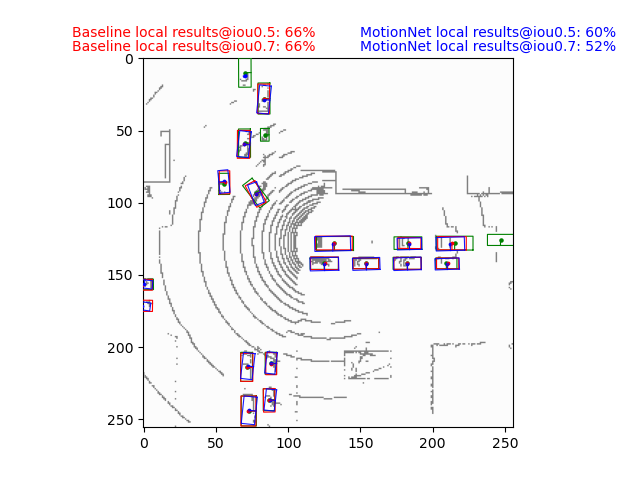 Baseline local results@iou0.5: 66%
Baseline local results@iou0.7: 66%
MotionNet local results@iou0.5: 60%
MotionNet local results@iou0.7: 52%
0
50
100
150
200
250
0 50 100 150 200 250